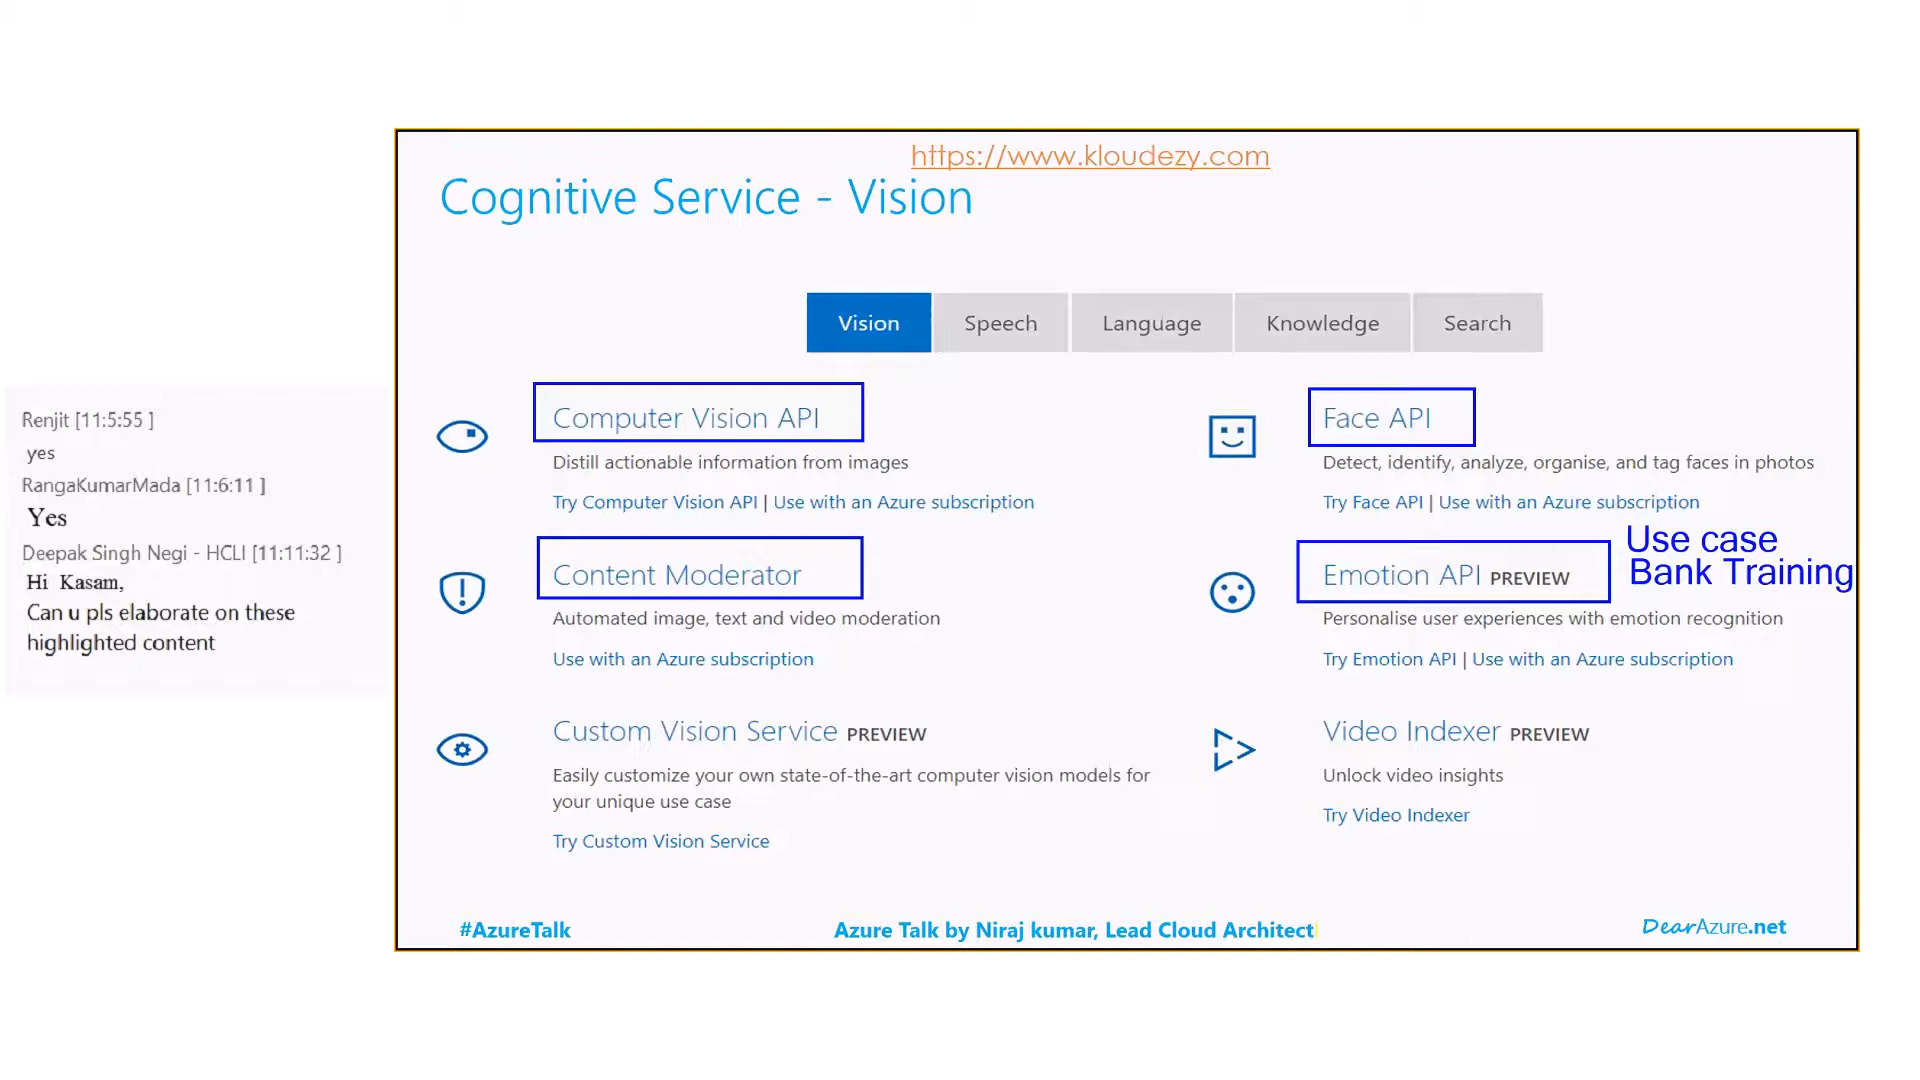 Renjit [11:5:55 ]
yes
RangaKumarMada [11:6:11 ]
Yes
Deepak Singh Negi - HCLI [11:11:32 ]
Hi Kasam,
Can u pls elaborate on these
highlighted content
https://www.kloudezy.com
Cognitive Service - Vision
Vision
Speech
Language
Knowledge
Search
Computer Vision API
Distill actionable information from images
Try Computer Vision API | Use with an Azure subscription
Face API
Detect, identify, analyze, organise, and tag faces in photos
Try Face API | Use with an Azure subscription
Content Moderator
Automated image, text and video moderation
Use with an Azure subscription
Emotion API PREVIEW
Use case
Bank Training
Personalise user experiences with emotion recognition
Try Emotion API | Use with an Azure subscription
Custom Vision Service PREVIEW
Easily customize your own state-of-the-art computer vision models for
your unique use case
Try Custom Vision Service
Video Indexer PREVIEW
Unlock video insights
Try Video Indexer
#AzureTalk
Azure Talk by Niraj kumar, Lead Cloud Architect
DearAzure.net